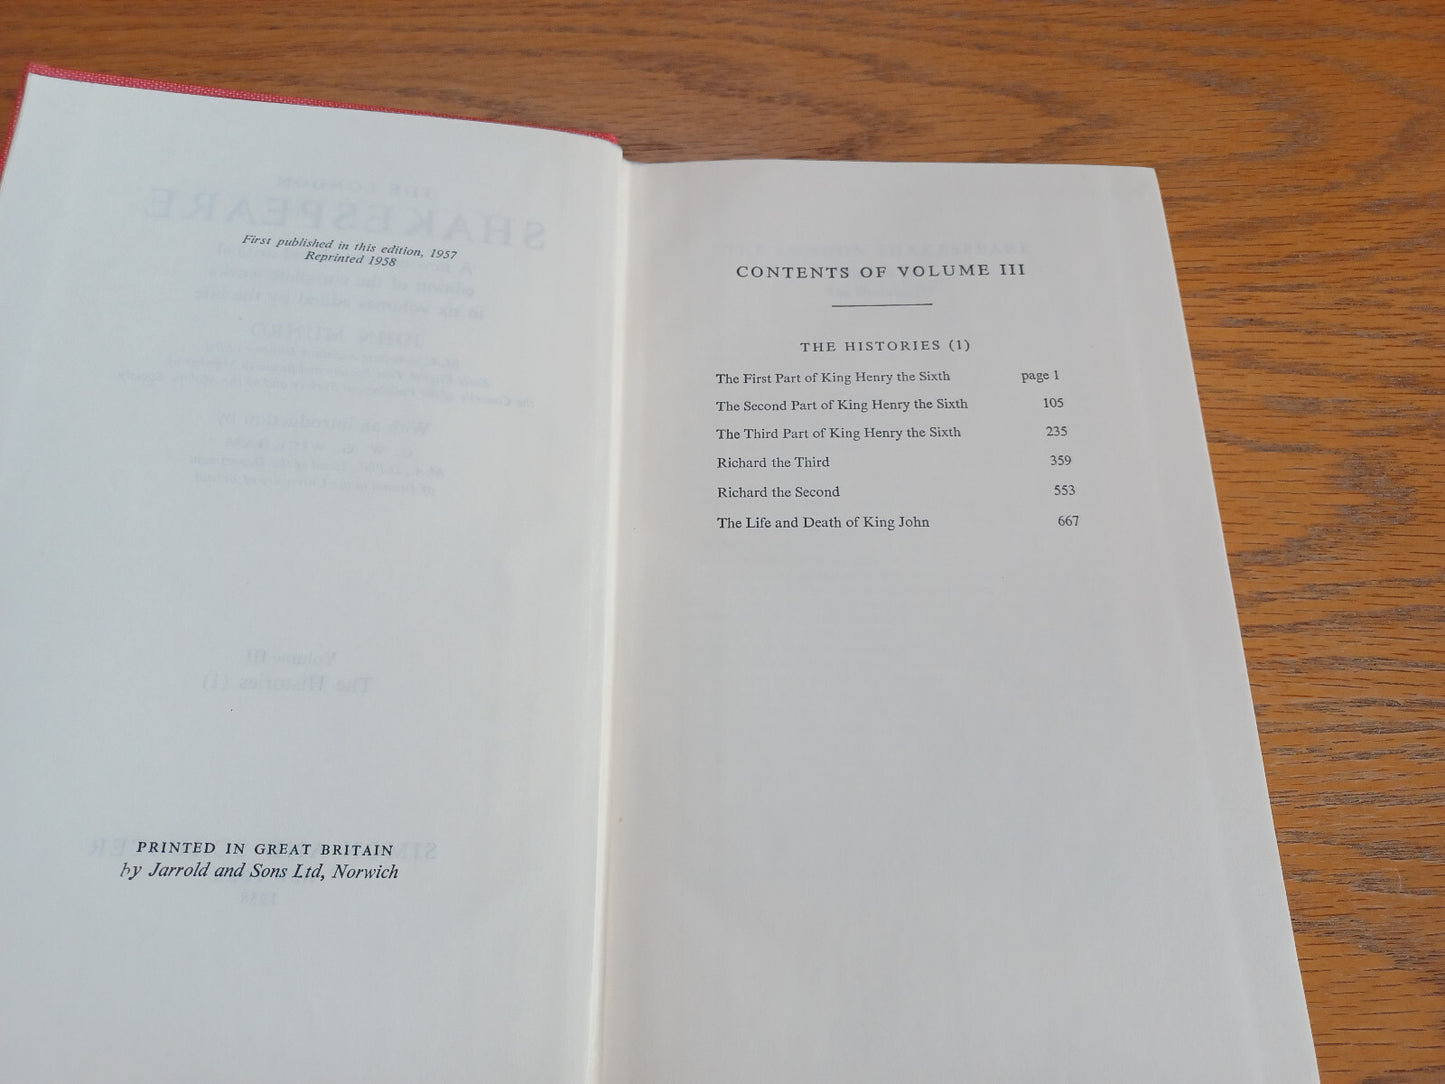 First published in this edition, 1957
Reprinted 1958
PRINTED IN GREAT BRITAIN
by Jarrold and Sons Ltd, Norwich
CONTENTS OF VOLUME III
THE HISTORIES (1)
The First Part of King Henry the Sixth page 1
The Second Part of King Henry the Sixth 105
The Third Part of King Henry the Sixth 235
Richard the Third 359
Richard the Second 553
The Life and Death of King John 667